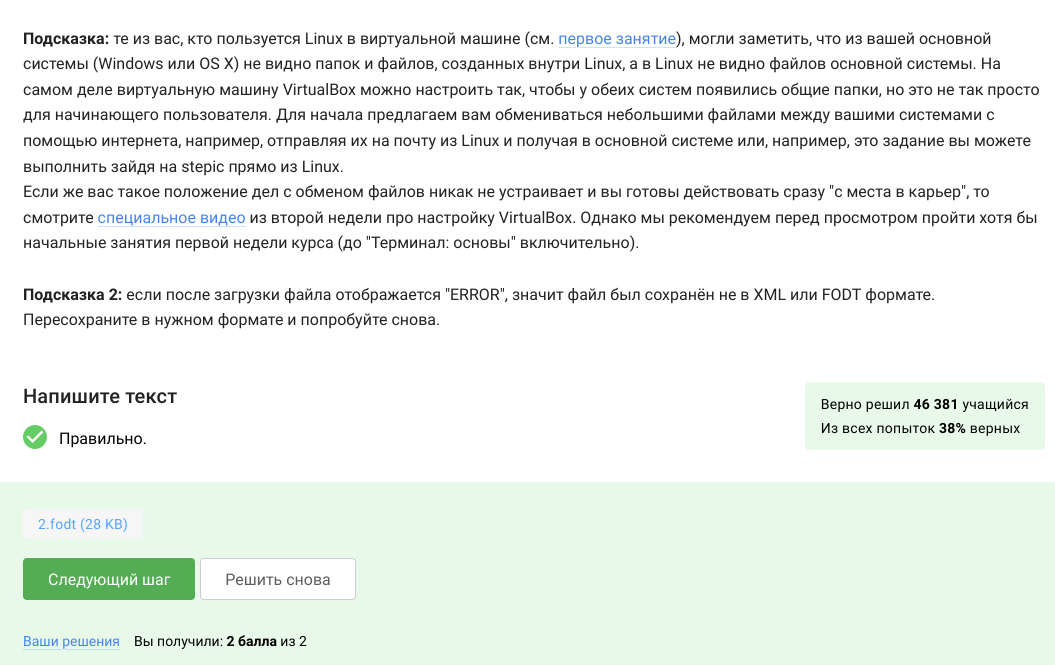 Подсказка: те из вас, кто пользуется Linux в виртуальной машине (см. первое занятие), могли заметить, что из вашей основной
системы (Windows или OS X) не видно папок и файлов, созданных внутри Linux, а в Linux не видно файлов основной системы. На
самом деле виртуальную машину VirtualBox можно настроить так, чтобы у обеих систем появились общие папки, но это не так просто
для начинающего пользователя. Для начала предлагаем вам обмениваться небольшими файлами между вашими системами с
помощью интернета, например, отправляя их на почту из Linux и получая в основной системе или, например, это задание вы можете
выполнить зайдя на stepic прямо из Linux.
Если же вас такое положение дел с обменом файлов никак не устраивает и вы готовы действовать сразу "с места в карьер", то
смотрите специальное видео из второй недели про настройку VirtualBox. Однако мы рекомендуем перед просмотром пройти хотя бы
начальные занятия первой недели курса (до "Терминал: основы" включительно).
Подсказка 2: если после загрузки файла отображается "ERROR", значит файл был сохранён не в XML или FODT формате.
Пересохраните в нужном формате и попробуйте снова.
Напишите текст
Верно решил 46 381 учащийся
Из всех попыток 38% верных
Правильно.
2.fodt (28 KB)
Следующий шаг Решить снова
Ваши решения Вы получили: 2 балла из 2